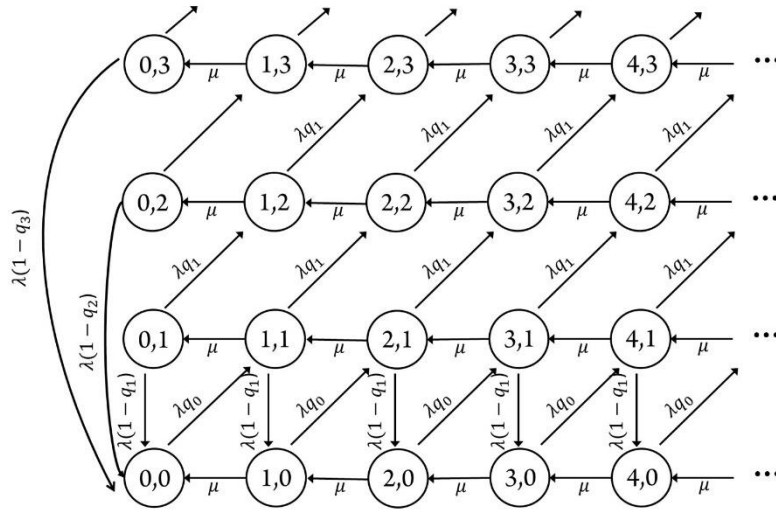 0,3 1,3 2,3 3,3 4,3 ...
μ μ μ μ μ
λq₁ λq₁ λq₁ λq₁
λ(1 − q₃)
0,2 1,2 2,2 3,2 4,2 ...
μ μ μ μ μ
λ(1 − q₂)
λq₁ λq₁ λq₁ λq₁ λq₁
0,1 1,1 2,1 3,1 4,1 ...
μ μ μ μ μ
λ(1 − q₁) λq₀ λ(1 − q₁) λq₀ λ(1 − q₁) λq₀ λ(1 − q₁) λq₀ λ(1 − q₁) λq₀
0,0 1,0 2,0 3,0 4,0 ...
μ μ μ μ μ